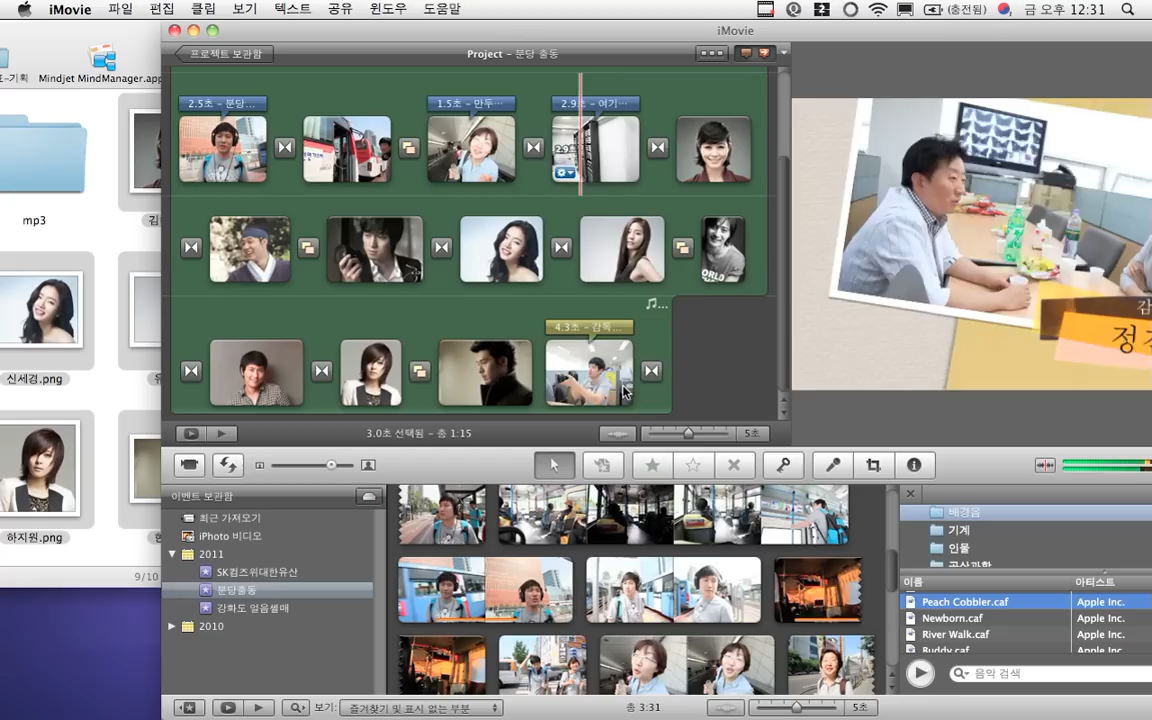 iMovie 파일 편집 클립 보기 텍스트 공유 윈도우 도움말 (충전됨) 금 오후 12:31
iMovie
프로젝트 보관함
Project – 분당 출동
Mindjet MindManager.app
2.5초 – 분당…
1.5초 – 만두…
2.9초 – 여기…
2.9초
mp3
WORLD
신세경.png
4.3초 – 감독…
3.0초 선택됨 – 총 1:15
5초
이벤트 보관함
최근 가져오기
iPhoto 비디오
2011
SK컴즈위대한유산
분당출동
강화도 얼음썰매
2010
하지원.png
9/10
배경음
기계
인물
이름 아티스트
Peach Cobbler.caf Apple Inc.
Newborn.caf Apple Inc.
River Walk.caf Apple Inc.
Buddy.caf Apple Inc.
음악 검색
보기: 즐겨찾기 및 표시 없는 부분
총 3:31
5초